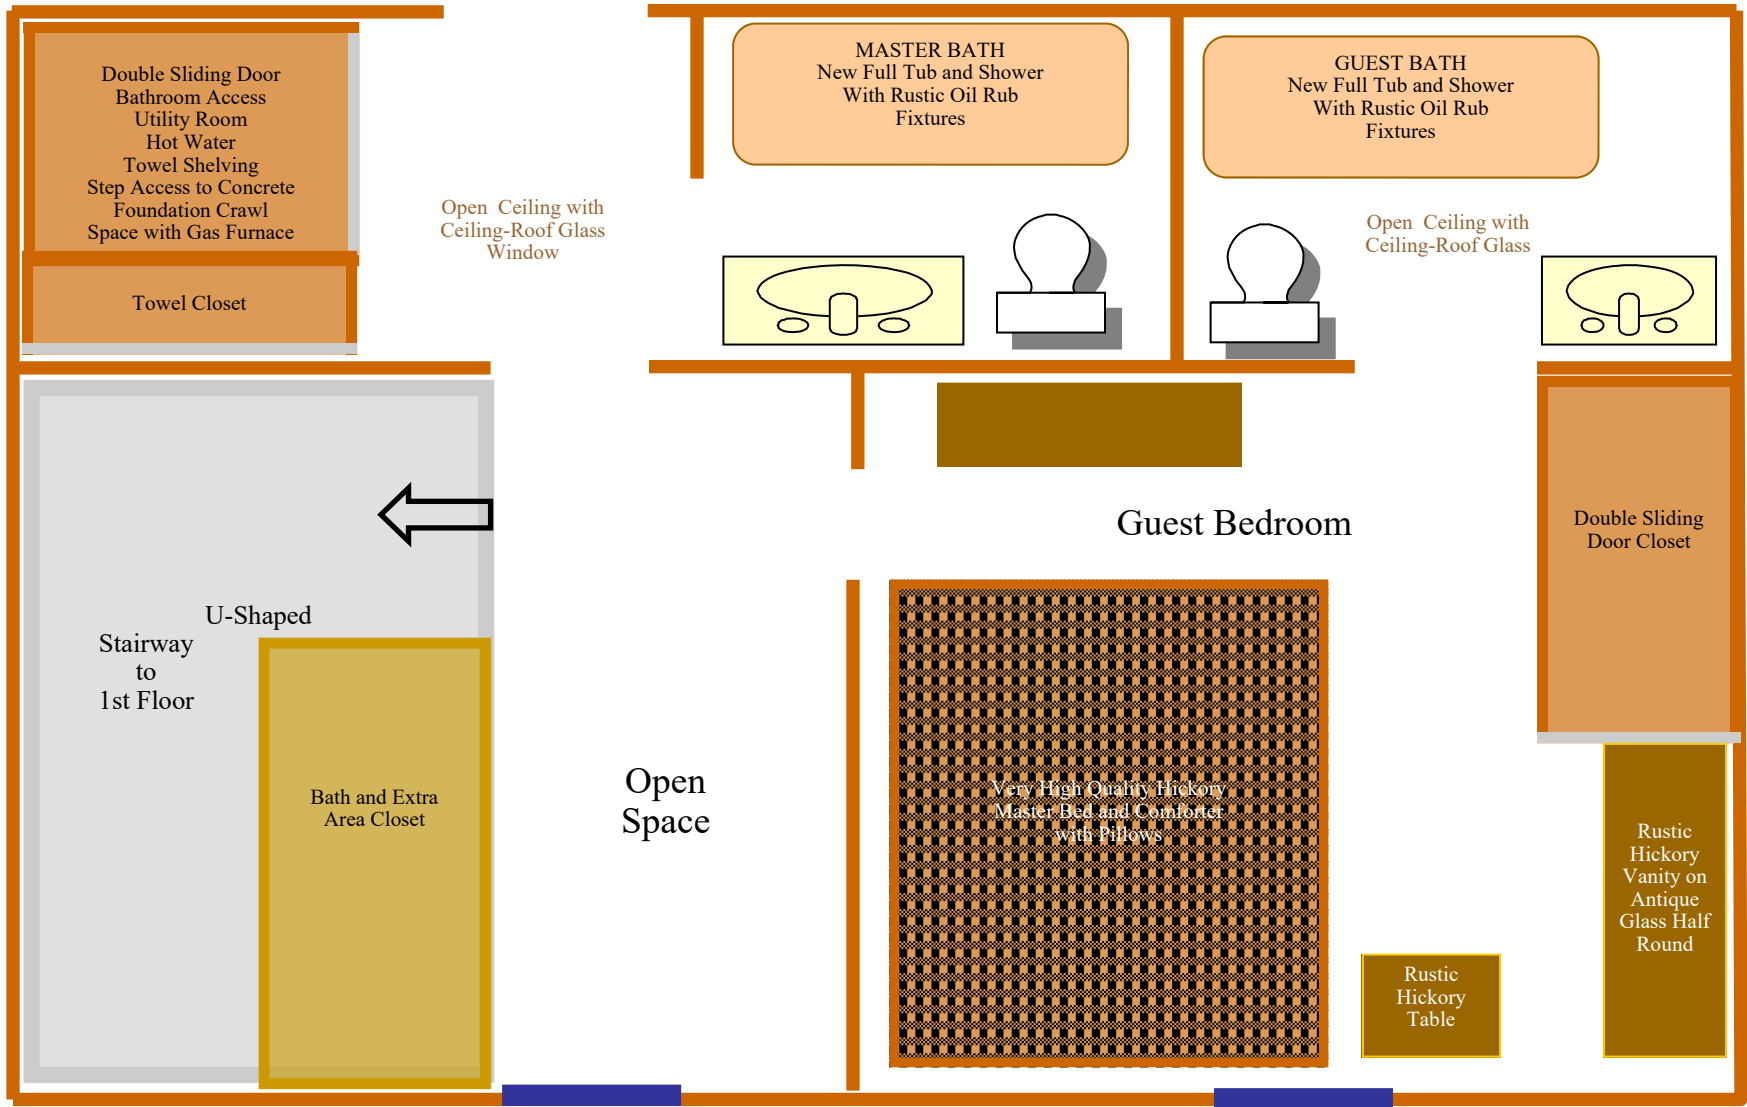 Double Sliding Door
Bathroom Access
Utility Room
Hot Water
Towel Shelving
Step Access to Concrete
Foundation Crawl
Space with Gas Furnace
Towel Closet
Open  Ceiling with
Ceiling-Roof Glass
Window
MASTER BATH
New Full Tub and Shower
With Rustic Oil Rub
Fixtures
GUEST BATH
New Full Tub and Shower
With Rustic Oil Rub
Fixtures
Open  Ceiling with
Ceiling-Roof Glass
U-Shaped
Stairway
to
1st Floor
Bath and Extra
Area Closet
Open
Space
Guest Bedroom
Double Sliding
Door Closet
Very High Quality Hickory
Master Bed and Comforter
with Pillows
Rustic
Hickory
Table
Rustic
Hickory
Vanity on
Antique
Glass Half
Round